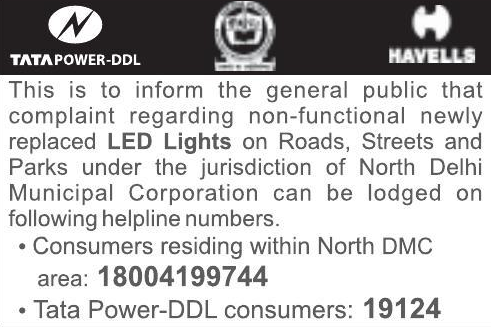 TATA POWER-DDL
HAVELLS
This is to inform the general public that
complaint regarding non-functional newly
replaced LED Lights on Roads, Streets and
Parks under the jurisdiction of North Delhi
Municipal Corporation can be lodged on
following helpline numbers.
• Consumers residing within North DMC
area: 18004199744
• Tata Power-DDL consumers: 19124